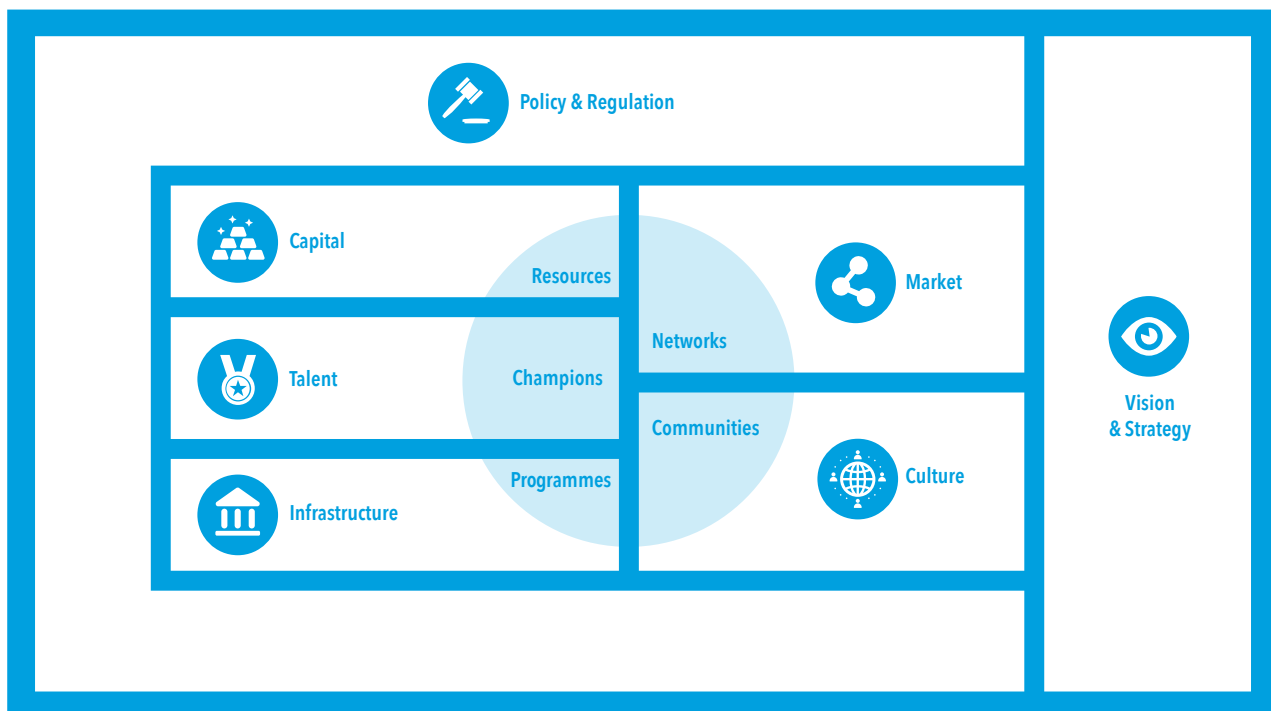 Policy & Regulation
Capital
Resources
Talent
Champions
Infrastructure
Programmes
Market
Networks
Communities
Culture
Vision
& Strategy